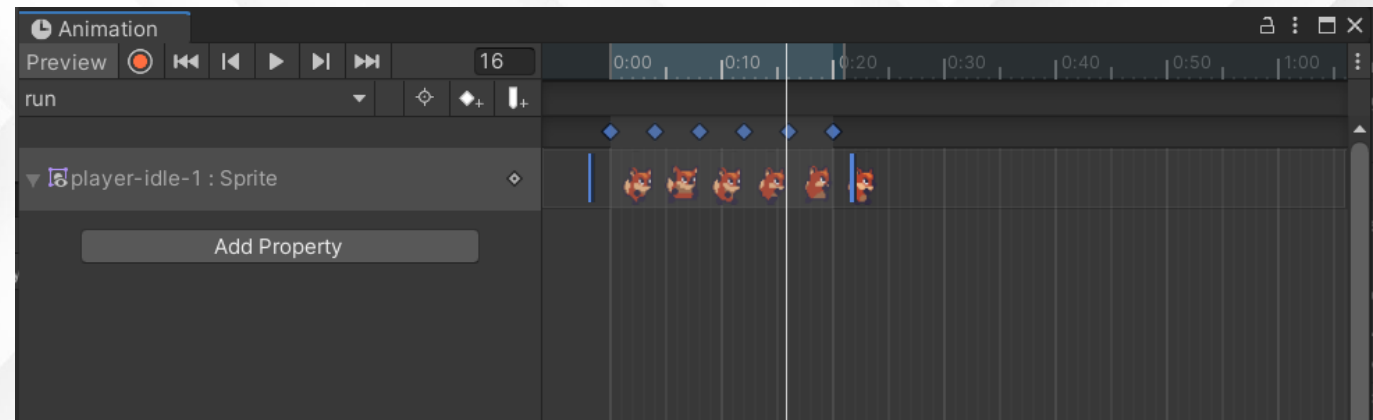 Animation
Preview 16 0:00 0:10 0:20 0:30 0:40 0:50 1:00
run
player-idle-1 : Sprite
Add Property